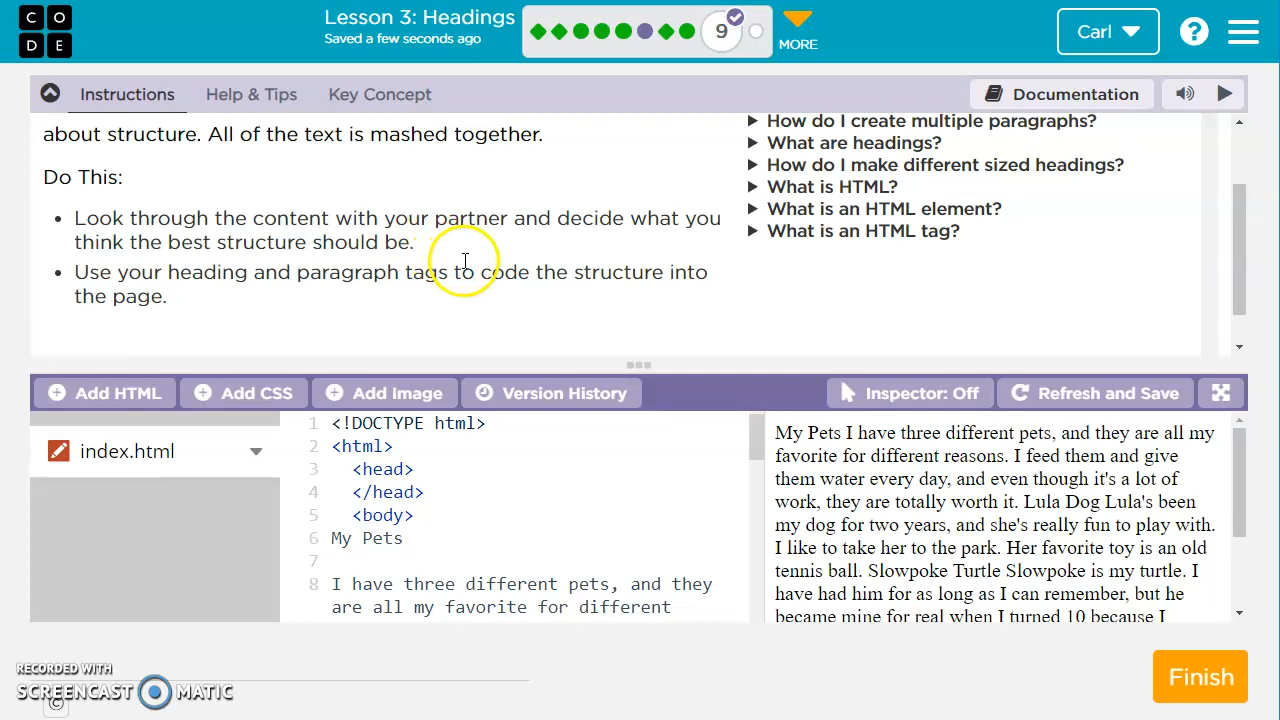 C O
D E
Lesson 3: Headings
Saved a few seconds ago
9
MORE
Carl
?
Instructions
Help & Tips
Key Concept
Documentation
about structure. All of the text is mashed together.
Do This:
• Look through the content with your partner and decide what you
think the best structure should be.
• Use your heading and paragraph tags to code the structure into
the page.
How do I create multiple paragraphs?
What are headings?
How do I make different sized headings?
What is HTML?
What is an HTML element?
What is an HTML tag?
Add HTML
Add CSS
Add Image
Version History
Inspector: Off
Refresh and Save
index.html
1 <!DOCTYPE html>
2 <html>
3 <head>
4 </head>
5 <body>
6 My Pets
7
8 I have three different pets, and they
are all my favorite for different
My Pets I have three different pets, and they are all my
favorite for different reasons. I feed them and give
them water every day, and even though it's a lot of
work, they are totally worth it. Lula Dog Lula's been
my dog for two years, and she's really fun to play with.
I like to take her to the park. Her favorite toy is an old
tennis ball. Slowpoke Turtle Slowpoke is my turtle. I
have had him for as long as I can remember, but he
became mine for real when I turned 10 because I
Finish
RECORDED WITH
SCREENCAST MATIC
©